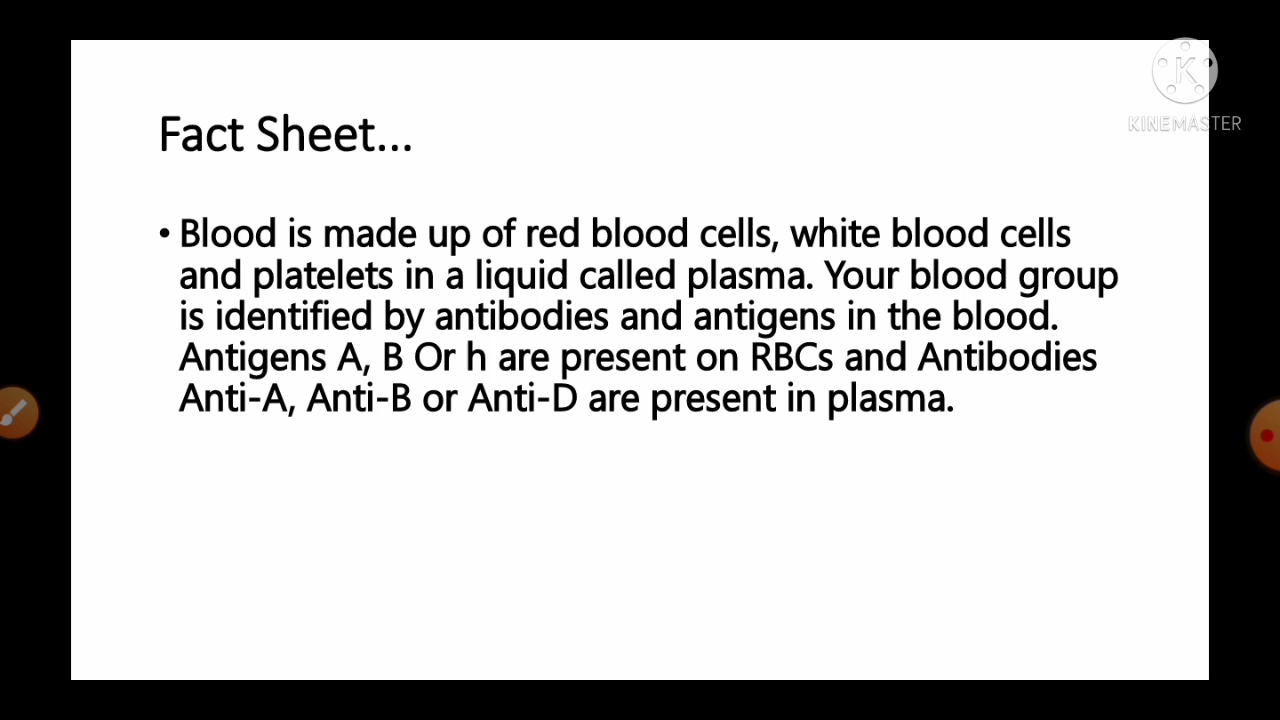 Fact Sheet...
• Blood is made up of red blood cells, white blood cells
and platelets in a liquid called plasma. Your blood group
is identified by antibodies and antigens in the blood.
Antigens A, B Or h are present on RBCs and Antibodies
Anti-A, Anti-B or Anti-D are present in plasma.
K
KINEMASTER